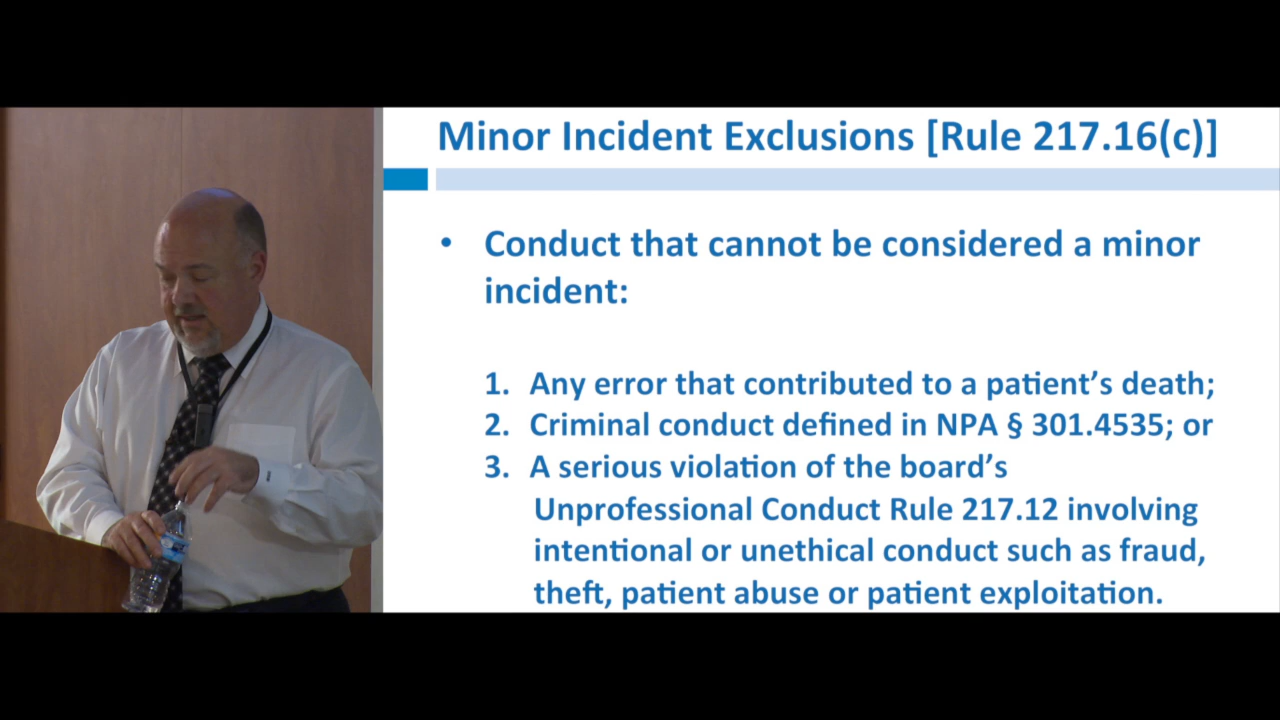 Minor Incident Exclusions [Rule 217.16(c)]
• Conduct that cannot be considered a minor
incident:
1. Any error that contributed to a patient’s death;
2. Criminal conduct defined in NPA § 301.4535; or
3. A serious violation of the board’s
Unprofessional Conduct Rule 217.12 involving
intentional or unethical conduct such as fraud,
theft, patient abuse or patient exploitation.